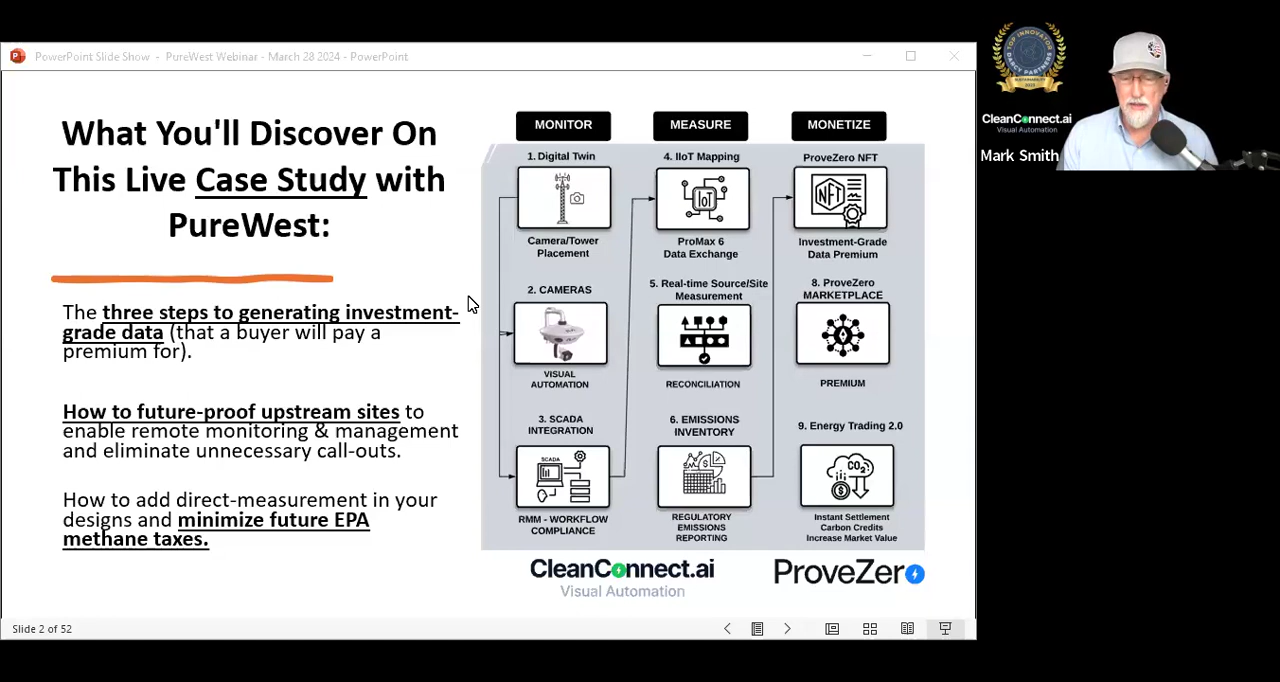 PowerPoint Slide Show - PureWest Webinar - March 28 2024 - PowerPoint
What You'll Discover On
This Live Case Study with
PureWest:
The three steps to generating investment-
grade data (that a buyer will pay a
premium for).
How to future-proof upstream sites to
enable remote monitoring & management
and eliminate unnecessary call-outs.
How to add direct-measurement in your
designs and minimize future EPA
methane taxes.
MONITOR
1. Digital Twin
Camera/Tower
Placement
2. CAMERAS
VISUAL
AUTOMATION
3. SCADA
INTEGRATION
SCADA
RMM - WORKFLOW
COMPLIANCE
MEASURE
4. IIoT Mapping
IoT
ProMax 6
Data Exchange
5. Real-time Source/Site
Measurement
RECONCILIATION
6. EMISSIONS
INVENTORY
REGULATORY
EMISSIONS
REPORTING
MONETIZE
ProveZero NFT
NFT
Investment-Grade
Data Premium
8. ProveZero
MARKETPLACE
PREMIUM
9. Energy Trading 2.0
CO2
Instant Settlement
Carbon Credits
Increase Market Value
CleanConnect.ai
Visual Automation
ProveZero
Slide 2 of 52
TOP INNOVATOR
DARCY PARTNERS
CleanConnect.ai
Visual Automation
Mark Smith